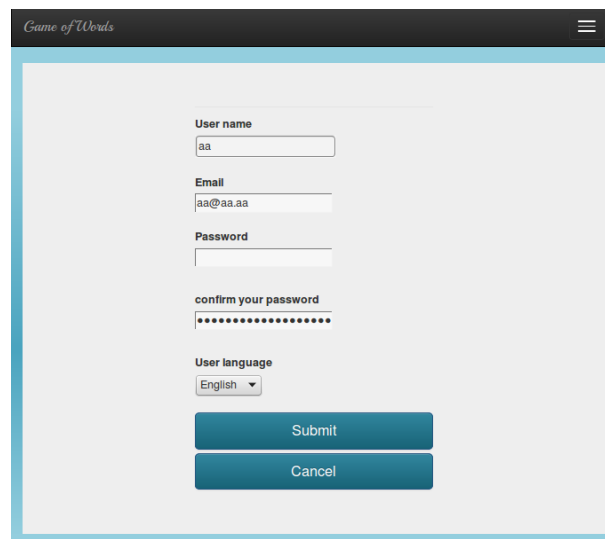 Game of Words
User name
aa
Email
aa@aa.aa
Password
confirm your password
●●●●●●●●●●●●●●●●●●●
User language
English
Submit
Cancel